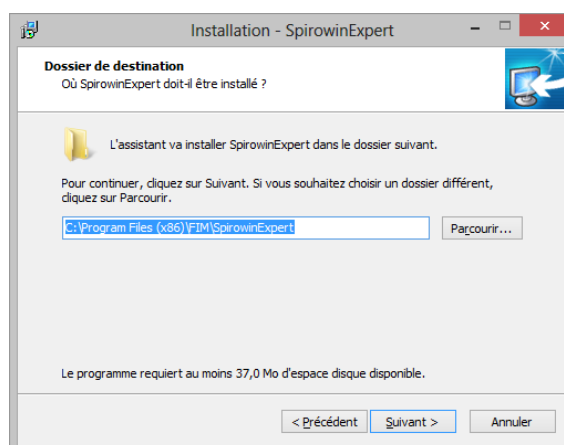 Installation - SpirowinExpert
Dossier de destination
Où SpirowinExpert doit-il être installé ?
L'assistant va installer SpirowinExpert dans le dossier suivant.
Pour continuer, cliquez sur Suivant. Si vous souhaitez choisir un dossier différent,
cliquez sur Parcourir.
C:\Program Files (x86)\FIM\SpirowinExpert
Parcourir...
Le programme requiert au moins 37,0 Mo d'espace disque disponible.
< Précédent
Suivant >
Annuler